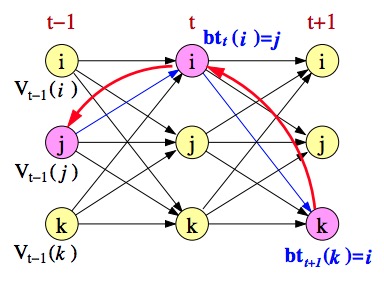 t−1 t t+1
bt_t(i)=j
i i i
V_{t−1}(i)
j j j
V_{t−1}(j)
k k k
V_{t−1}(k)
bt_{t+1}(k)=i